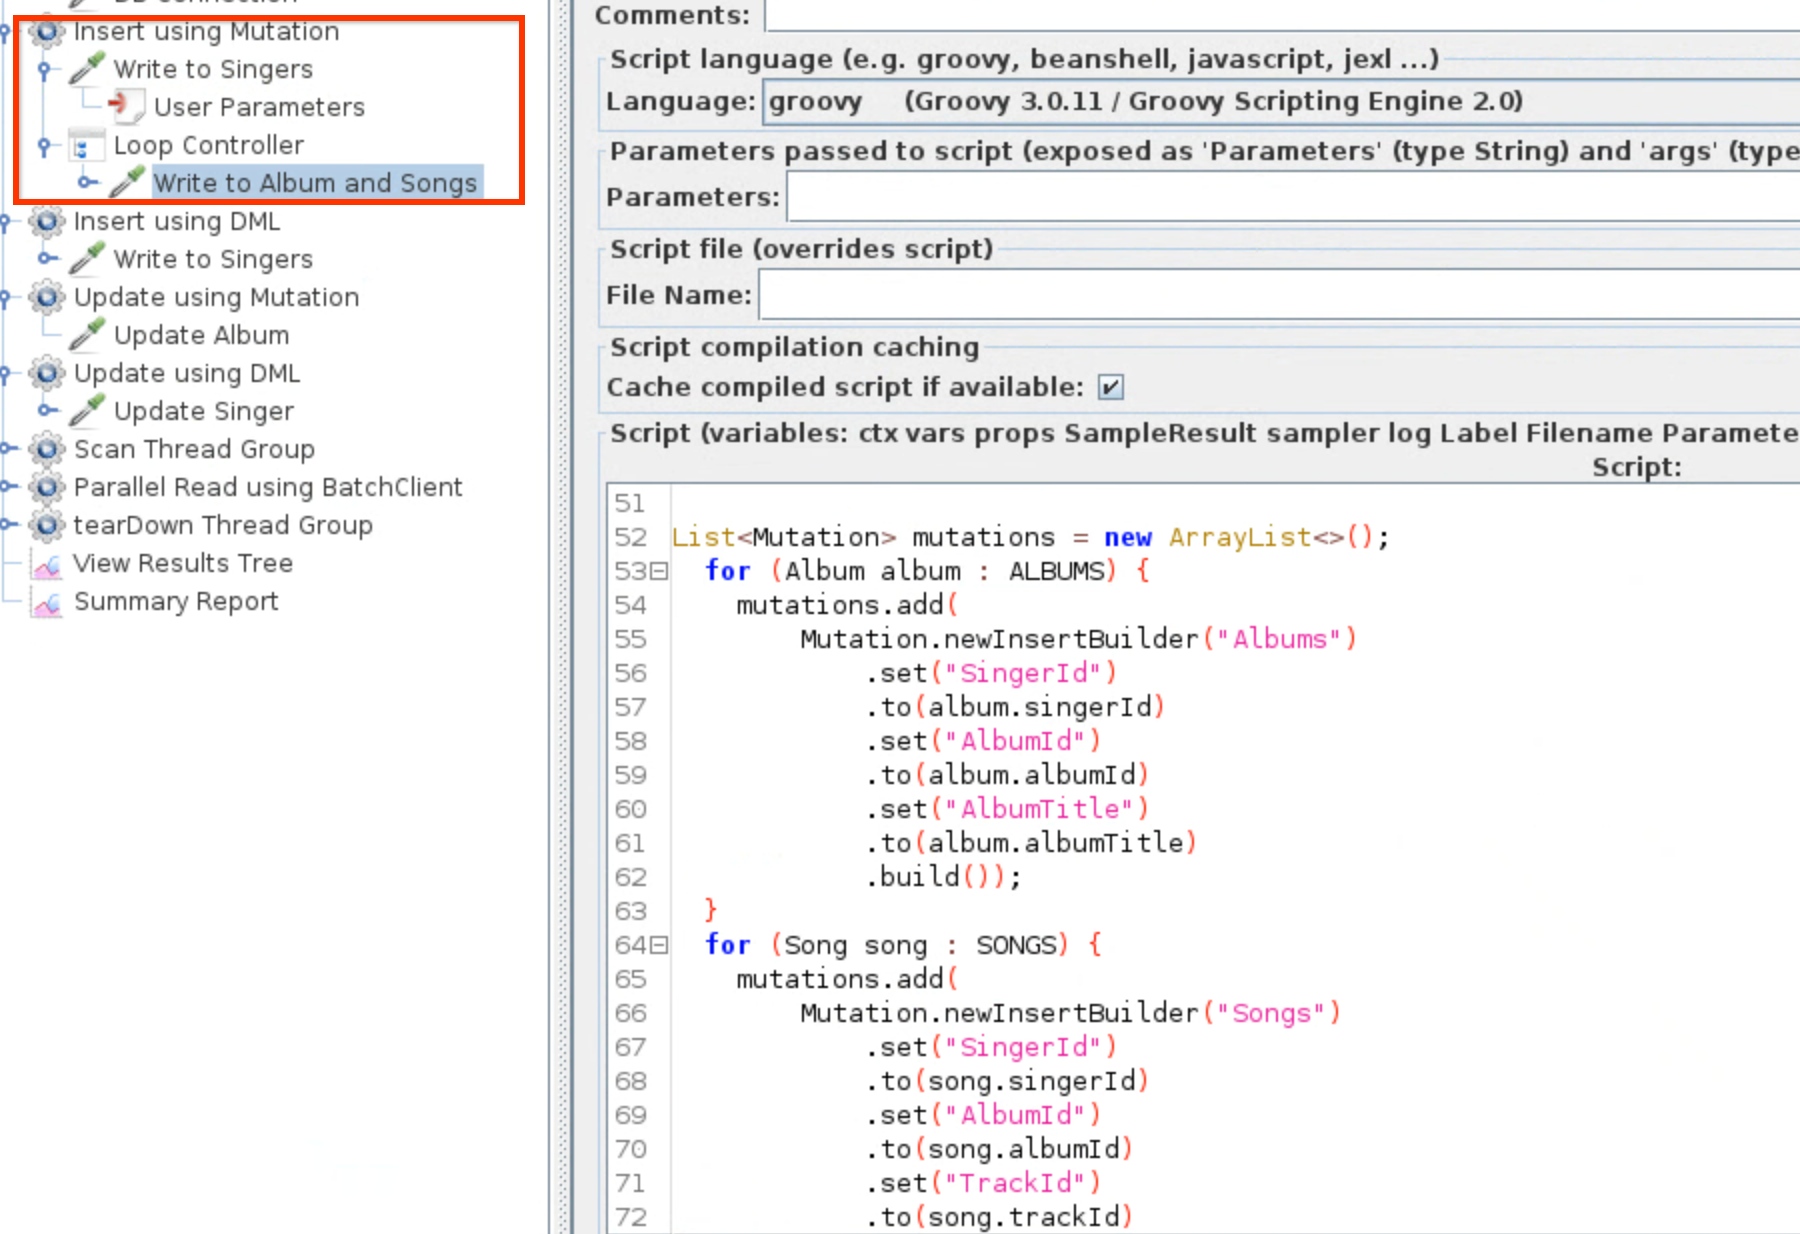 DB Connection
Insert using Mutation
Write to Singers
User Parameters
Loop Controller
Write to Album and Songs
Insert using DML
Write to Singers
Update using Mutation
Update Album
Update using DML
Update Singer
Scan Thread Group
Parallel Read using BatchClient
tearDown Thread Group
View Results Tree
Summary Report
Comments:
Script language (e.g. groovy, beanshell, javascript, jexl ...)
Language: groovy (Groovy 3.0.11 / Groovy Scripting Engine 2.0)
Parameters passed to script (exposed as 'Parameters' (type String) and 'args' (type
Parameters:
Script file (overrides script)
File Name:
Script compilation caching
Cache compiled script if available:
Script (variables: ctx vars props SampleResult sampler log Label Filename Paramete
Script:
51
52 List<Mutation> mutations = new ArrayList<>();
53 for (Album album : ALBUMS) {
54 mutations.add(
55 Mutation.newInsertBuilder("Albums")
56 .set("SingerId")
57 .to(album.singerId)
58 .set("AlbumId")
59 .to(album.albumId)
60 .set("AlbumTitle")
61 .to(album.albumTitle)
62 .build());
63 }
64 for (Song song : SONGS) {
65 mutations.add(
66 Mutation.newInsertBuilder("Songs")
67 .set("SingerId")
68 .to(song.singerId)
69 .set("AlbumId")
70 .to(song.albumId)
71 .set("TrackId")
72 .to(song.trackId)